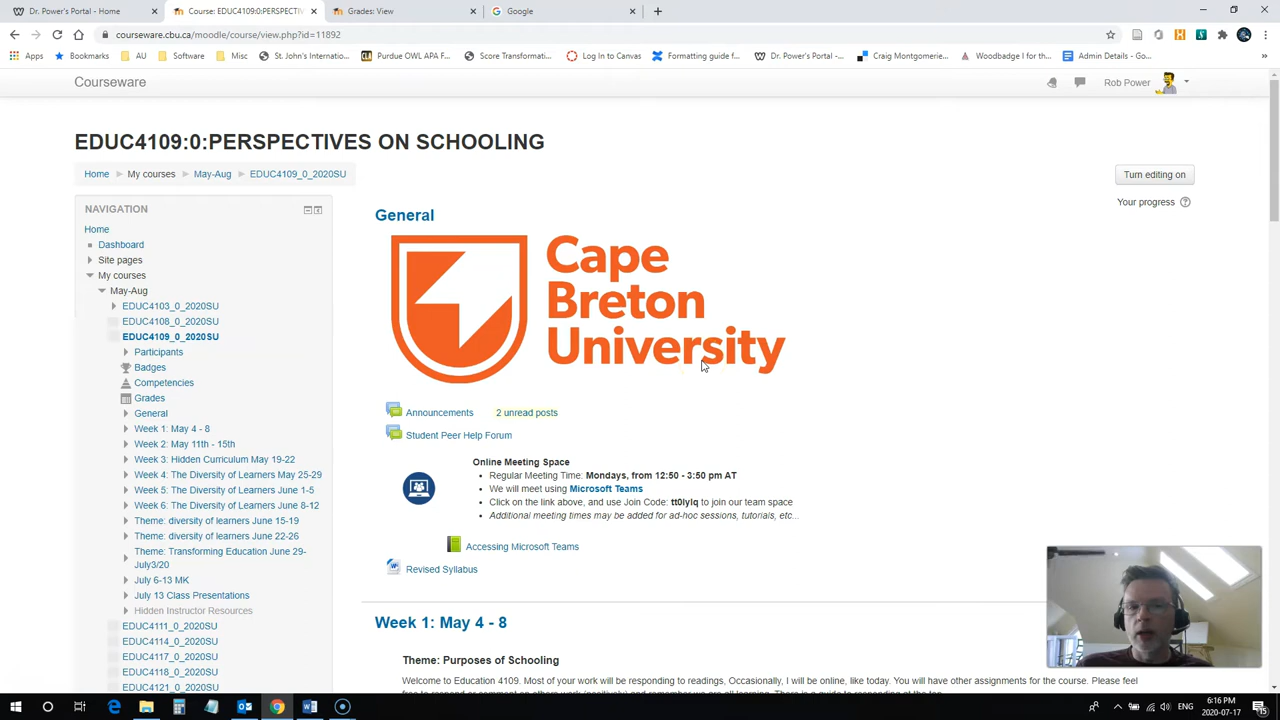 Dr. Power's Portal - Home
Course: EDUC4109:0:PERSPECTIV
Grades: View
Google
courseware.cbu.ca/moodle/course/view.php?id=11892
Apps
Bookmarks
AU
Software
Misc
St. John's Internatio...
Purdue OWL APA F...
Score Transformati...
Log In to Canvas
Formatting guide f...
Dr. Power's Portal -...
Craig Montgomerie...
Woodbadge I for th...
Admin Details - Go...
Courseware
Rob Power
EDUC4109:0:PERSPECTIVES ON SCHOOLING
Home
My courses
May-Aug
EDUC4109_0_2020SU
Turn editing on
Your progress
NAVIGATION
Home
Dashboard
Site pages
My courses
May-Aug
EDUC4103_0_2020SU
EDUC4108_0_2020SU
EDUC4109_0_2020SU
Participants
Badges
Competencies
Grades
General
Week 1: May 4 - 8
Week 2: May 11th - 15th
Week 3: Hidden Curriculum May 19-22
Week 4: The Diversity of Learners May 25-29
Week 5: The Diversity of Learners June 1-5
Week 6: The Diversity of Learners June 8-12
Theme: diversity of learners June 15-19
Theme: diversity of learners June 22-26
Theme: Transforming Education June 29-
July3/20
July 6-13 MK
July 13 Class Presentations
Hidden Instructor Resources
EDUC4111_0_2020SU
EDUC4114_0_2020SU
EDUC4117_0_2020SU
EDUC4118_0_2020SU
EDUC4121_0_2020SU
General
Cape
Breton
University
Announcements 2 unread posts
Student Peer Help Forum
Online Meeting Space
Regular Meeting Time: Mondays, from 12:50 - 3:50 pm AT
We will meet using Microsoft Teams
Click on the link above, and use Join Code: tt0lylq to join our team space
Additional meeting times may be added for ad-hoc sessions, tutorials, etc...
Accessing Microsoft Teams
Revised Syllabus
Week 1: May 4 - 8
Theme: Purposes of Schooling
Welcome to Education 4109. Most of your work will be responding to readings, Occasionally, I will be online, like today. You will have other assignments for the course. Please feel
ENG
6:16 PM
2020-07-17